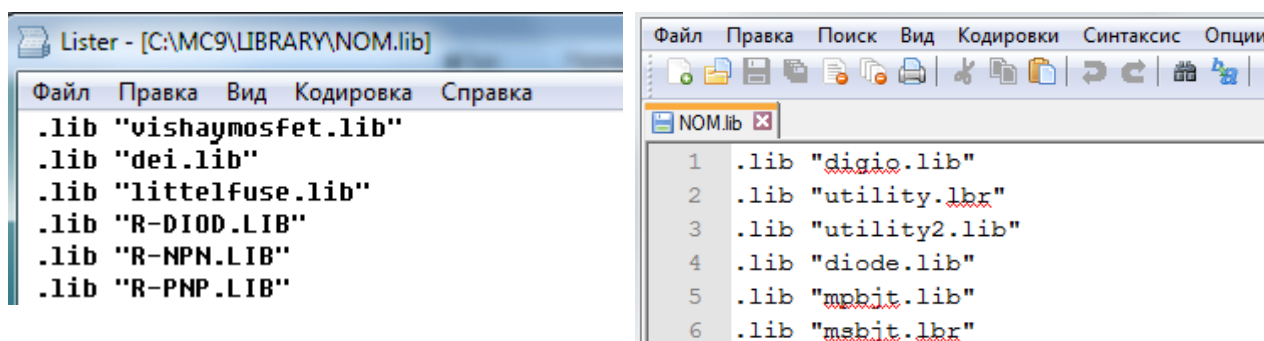 Lister - [C:\MC9\LIBRARY\NOM.lib]
Файл Правка Вид Кодировка Справка
.lib "vishaymosfet.lib"
.lib "dei.lib"
.lib "littelfuse.lib"
.lib "R-DIOD.LIB"
.lib "R-NPN.LIB"
.lib "R-PNP.LIB"
Файл Правка Поиск Вид Кодировки Синтаксис Опции
NOM.lib
1 .lib "digio.lib"
2 .lib "utility.lbr"
3 .lib "utility2.lib"
4 .lib "diode.lib"
5 .lib "mpbjt.lib"
6 .lib "msbjt.lbr"